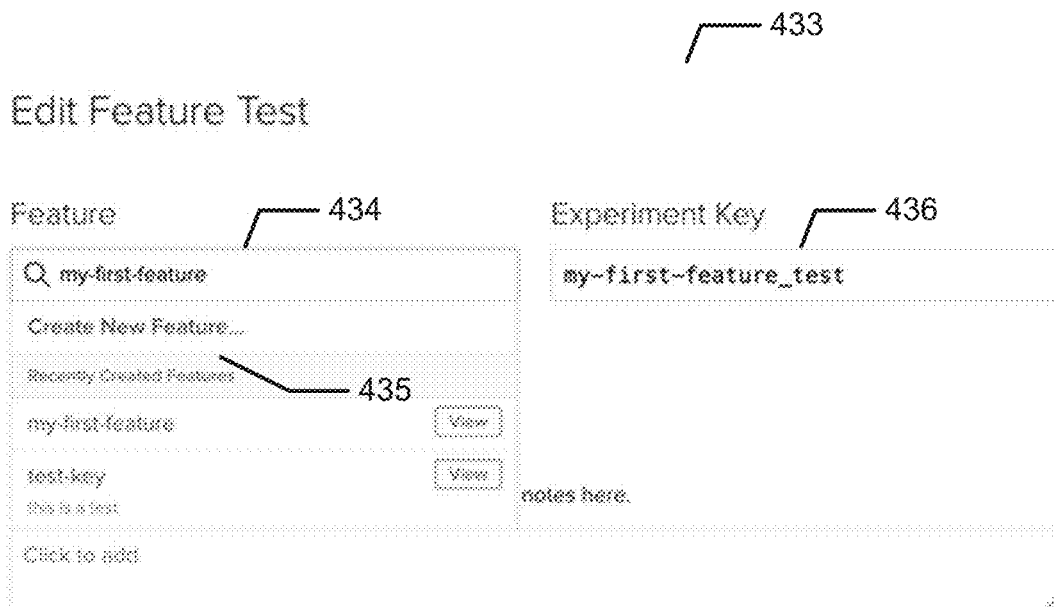 433
Edit Feature Test
Feature
434
Experiment Key
436
my-first-feature
my~first~feature_test
Create New Feature...
Recently Created Features
435
my-first-feature
View
test-key
View
this is a test
notes here.
Click to add